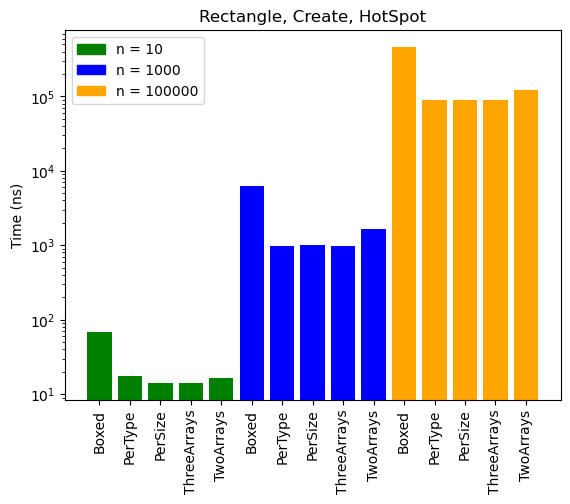 Rectangle, Create, HotSpot
n = 10
n = 1000
n = 100000
Time (ns)
10^5
10^4
10^3
10^2
10^1
Boxed
PerType
PerSize
ThreeArrays
TwoArrays
Boxed
PerType
PerSize
ThreeArrays
TwoArrays
Boxed
PerType
PerSize
ThreeArrays
TwoArrays